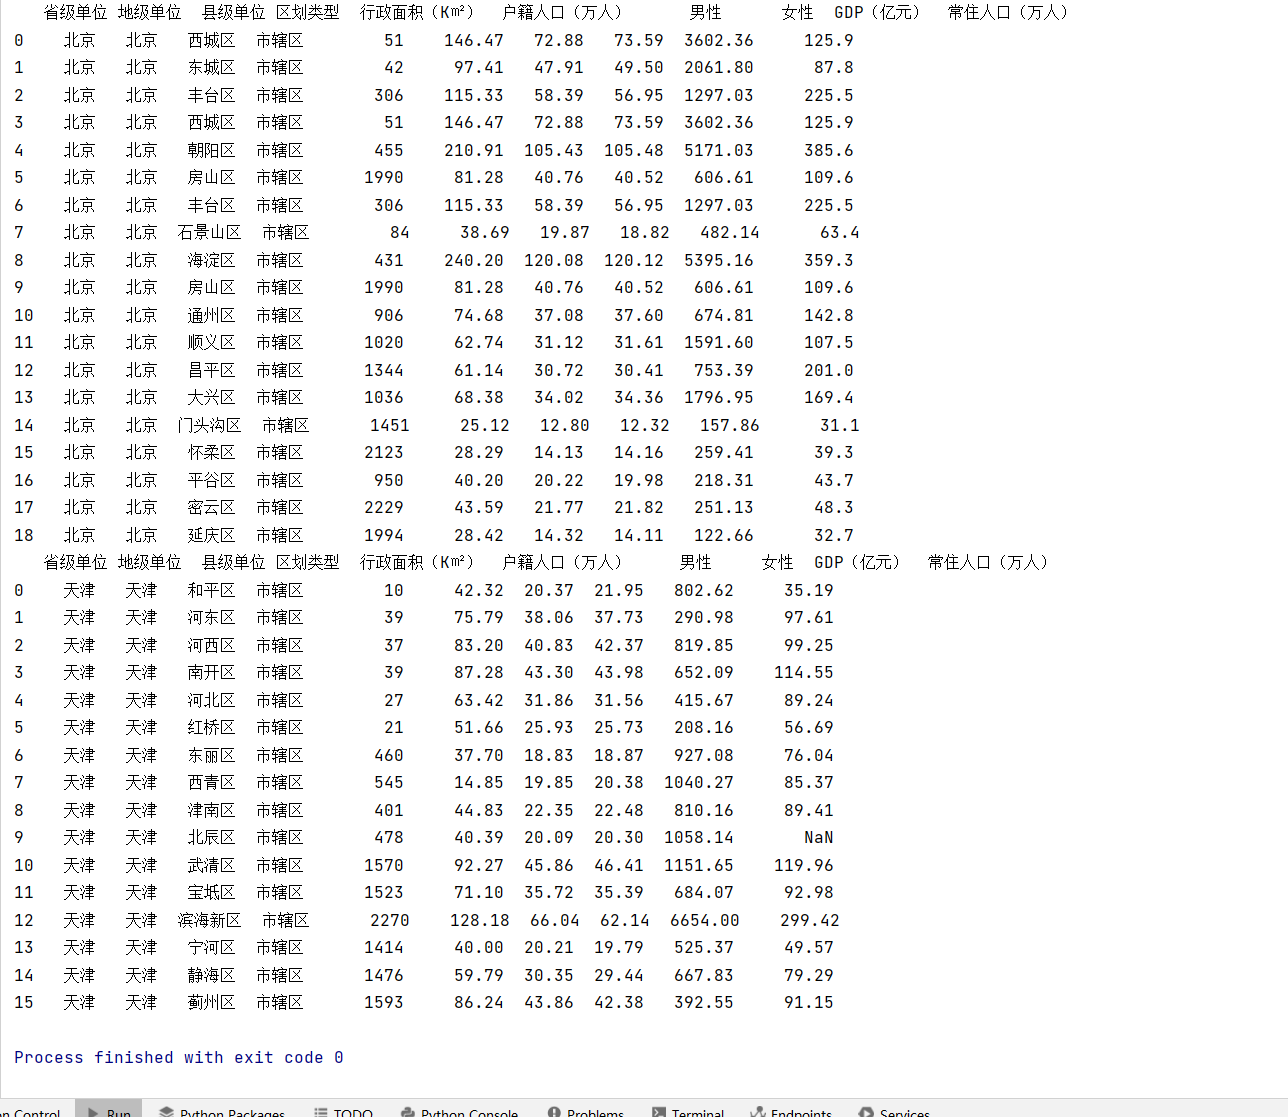 省级单位 地级单位 县级单位 区划类型 行政面积（K㎡） 户籍人口（万人） 男性 女性 GDP（亿元） 常住人口（万人）
0 北京 北京 西城区 市辖区 51 146.47 72.88 73.59 3602.36 125.9
1 北京 北京 东城区 市辖区 42 97.41 47.91 49.50 2061.80 87.8
2 北京 北京 丰台区 市辖区 306 115.33 58.39 56.95 1297.03 225.5
3 北京 北京 西城区 市辖区 51 146.47 72.88 73.59 3602.36 125.9
4 北京 北京 朝阳区 市辖区 455 210.91 105.43 105.48 5171.03 385.6
5 北京 北京 房山区 市辖区 1990 81.28 40.76 40.52 606.61 109.6
6 北京 北京 丰台区 市辖区 306 115.33 58.39 56.95 1297.03 225.5
7 北京 北京 石景山区 市辖区 84 38.69 19.87 18.82 482.14 63.4
8 北京 北京 海淀区 市辖区 431 240.20 120.08 120.12 5395.16 359.3
9 北京 北京 房山区 市辖区 1990 81.28 40.76 40.52 606.61 109.6
10 北京 北京 通州区 市辖区 906 74.68 37.08 37.60 674.81 142.8
11 北京 北京 顺义区 市辖区 1020 62.74 31.12 31.61 1591.60 107.5
12 北京 北京 昌平区 市辖区 1344 61.14 30.72 30.41 753.39 201.0
13 北京 北京 大兴区 市辖区 1036 68.38 34.02 34.36 1796.95 169.4
14 北京 北京 门头沟区 市辖区 1451 25.12 12.80 12.32 157.86 31.1
15 北京 北京 怀柔区 市辖区 2123 28.29 14.13 14.16 259.41 39.3
16 北京 北京 平谷区 市辖区 950 40.20 20.22 19.98 218.31 43.7
17 北京 北京 密云区 市辖区 2229 43.59 21.77 21.82 251.13 48.3
18 北京 北京 延庆区 市辖区 1994 28.42 14.32 14.11 122.66 32.7
省级单位 地级单位 县级单位 区划类型 行政面积（K㎡） 户籍人口（万人） 男性 女性 GDP（亿元） 常住人口（万人）
0 天津 天津 和平区 市辖区 10 42.32 20.37 21.95 802.62 35.19
1 天津 天津 河东区 市辖区 39 75.79 38.06 37.73 290.98 97.61
2 天津 天津 河西区 市辖区 37 83.20 40.83 42.37 819.85 99.25
3 天津 天津 南开区 市辖区 39 87.28 43.30 43.98 652.09 114.55
4 天津 天津 河北区 市辖区 27 63.42 31.86 31.56 415.67 89.24
5 天津 天津 红桥区 市辖区 21 51.66 25.93 25.73 208.16 56.69
6 天津 天津 东丽区 市辖区 460 37.70 18.83 18.87 927.08 76.04
7 天津 天津 西青区 市辖区 545 14.85 19.85 20.38 1040.27 85.37
8 天津 天津 津南区 市辖区 401 44.83 22.35 22.48 810.16 89.41
9 天津 天津 北辰区 市辖区 478 40.39 20.09 20.30 1058.14 NaN
10 天津 天津 武清区 市辖区 1570 92.27 45.86 46.41 1151.65 119.96
11 天津 天津 宝坻区 市辖区 1523 71.10 35.72 35.39 684.07 92.98
12 天津 天津 滨海新区 市辖区 2270 128.18 66.04 62.14 6654.00 299.42
13 天津 天津 宁河区 市辖区 1414 40.00 20.21 19.79 525.37 49.57
14 天津 天津 静海区 市辖区 1476 59.79 30.35 29.44 667.83 79.29
15 天津 天津 蓟州区 市辖区 1593 86.24 43.86 42.38 392.55 91.15
Process finished with exit code 0
on Control Run Python Packages TODO Python Console Problems Terminal Endpoints Services